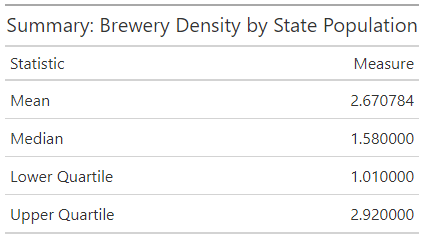 Summary: Brewery Density by State Population
Statistic Measure
Mean 2.670784
Median 1.580000
Lower Quartile 1.010000
Upper Quartile 2.920000